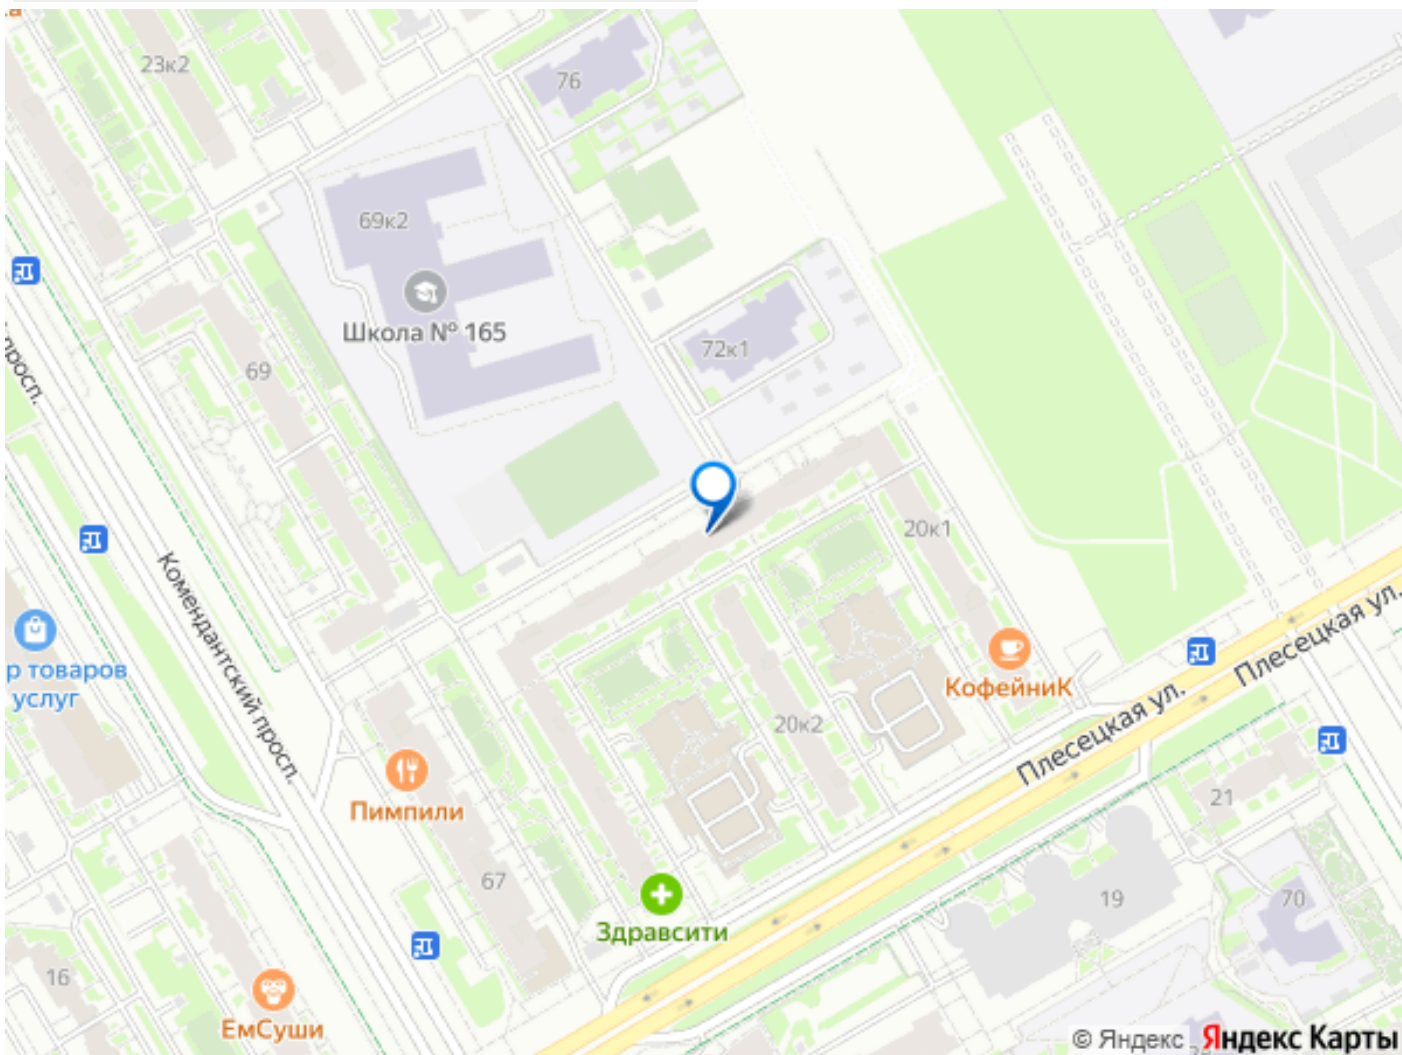 23к2
76
69к2
Школа № 165
72к1
69
просп.
20к1
Комендантский просп.
р товаров
услуг
КофейниК
Плесецкая ул.
Плесецкая ул.
20к2
Пимпили
21
67
19
70
Здравсити
16
ЕмСуши
© Яндекс
Яндекс Карты